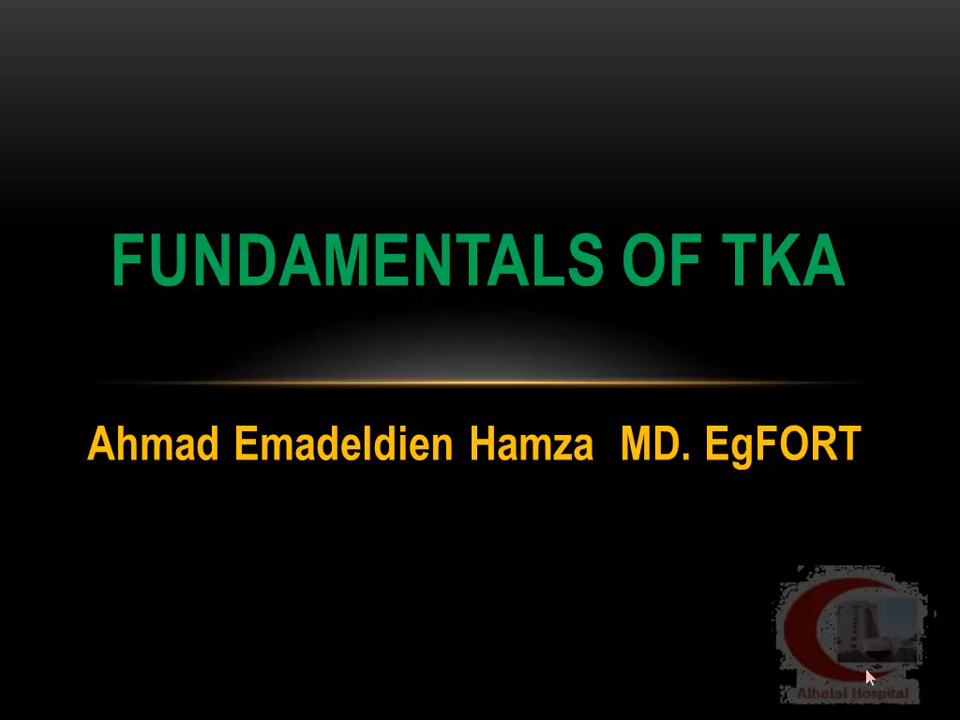 FUNDAMENTALS OF TKA
Ahmad Emadeldien Hamza MD. EgFORT
Alhelal Hospital